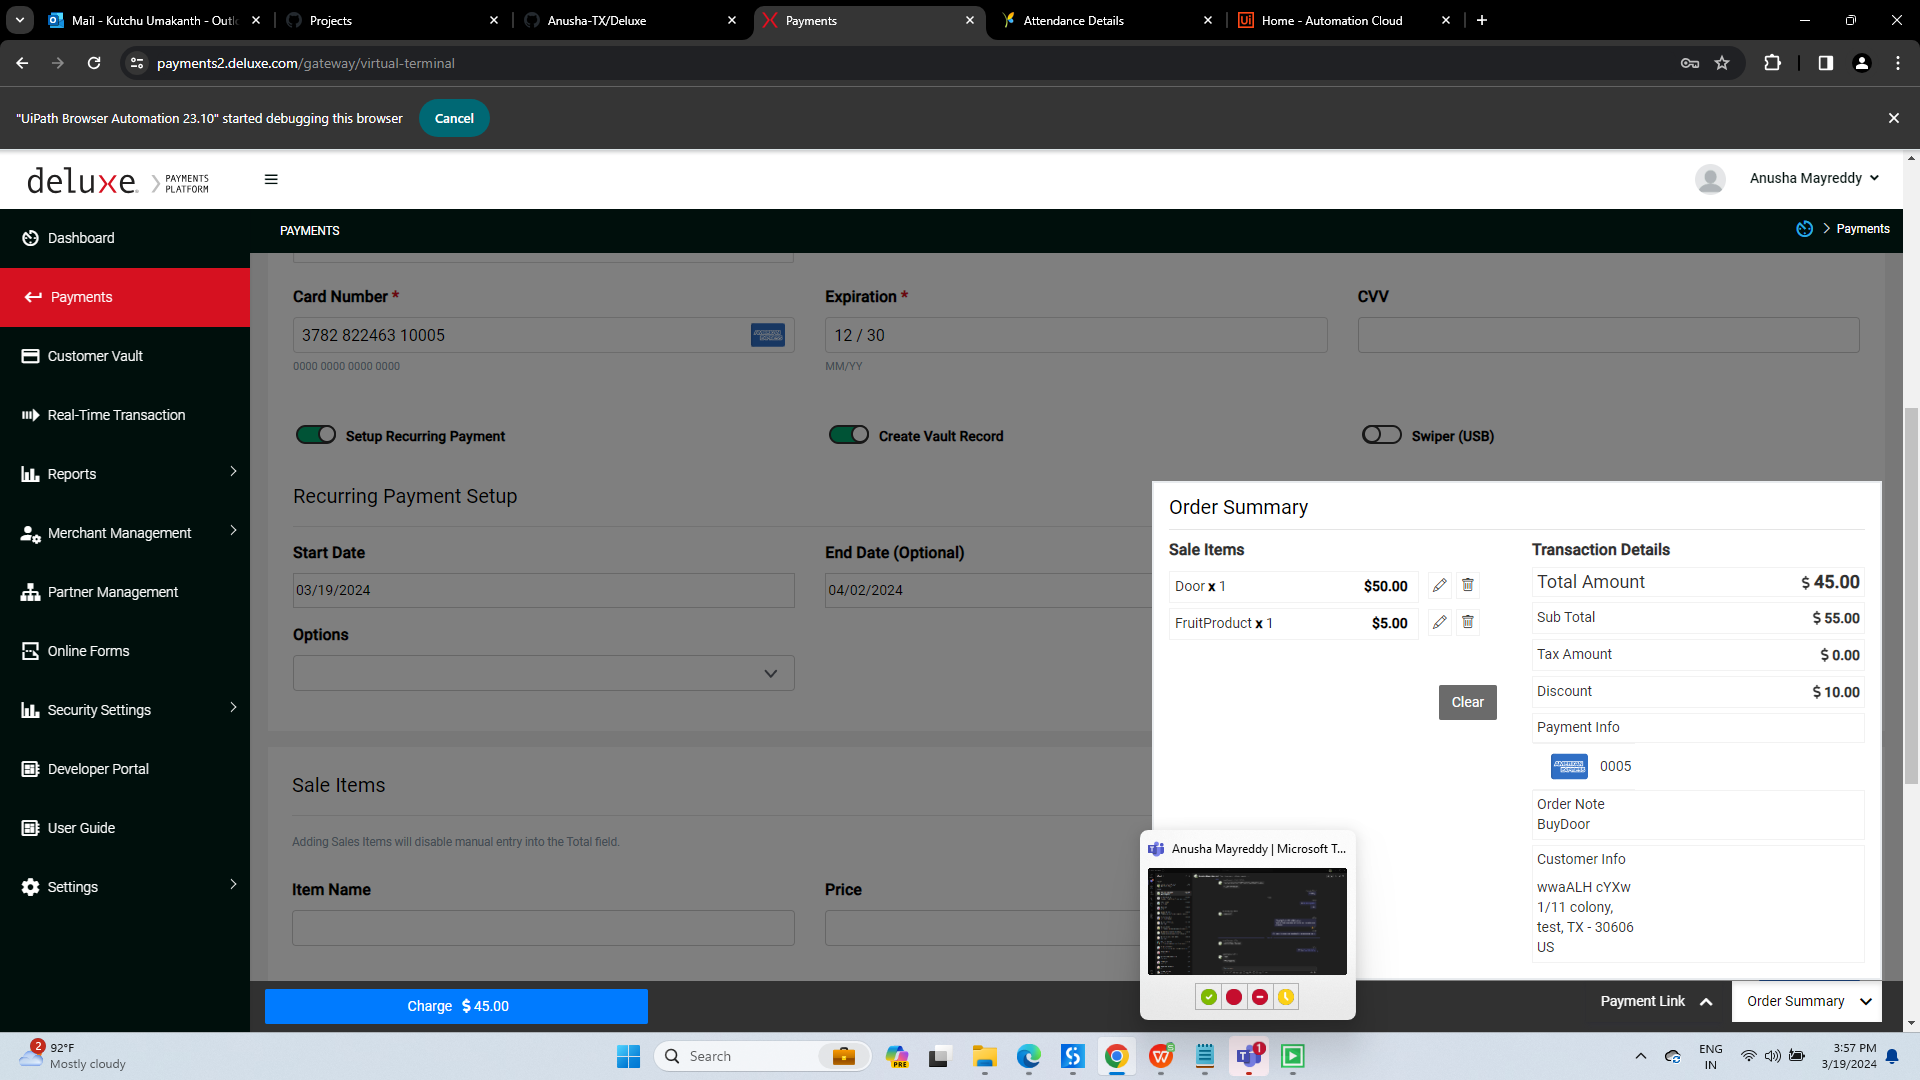 Mail - Kutchu Umakanth - Outlo
Projects
Anusha-TX/Deluxe
Payments
Attendance Details
Home - Automation Cloud
payments2.deluxe.com/gateway/virtual-terminal
"UiPath Browser Automation 23.10" started debugging this browser
Cancel
deluxe.
PAYMENTS
PLATFORM
Anusha Mayreddy
Dashboard
PAYMENTS
Payments
Payments
Customer Vault
Real-Time Transaction
Reports
Merchant Management
Partner Management
Online Forms
Security Settings
Developer Portal
User Guide
Settings
Card Number *
Expiration *
CVV
3782 822463 10005
12 / 30
0000 0000 0000 0000
MM/YY
Setup Recurring Payment
Create Vault Record
Swiper (USB)
Recurring Payment Setup
Start Date
End Date (Optional)
03/19/2024
04/02/2024
Options
Sale Items
Adding Sales Items will disable manual entry into the Total field.
Item Name
Price
Order Summary
Sale Items
Door x 1
$50.00
FruitProduct x 1
$5.00
Clear
Transaction Details
Total Amount
$ 45.00
Sub Total
$ 55.00
Tax Amount
$ 0.00
Discount
$ 10.00
Payment Info
AMERICAN
EXPRESS
0005
Order Note
BuyDoor
Customer Info
wwaALH cYXw
1/11 colony,
test, TX - 30606
US
Anusha Mayreddy | Microsoft T...
Charge $ 45.00
Payment Link
Order Summary
2
92°F
Mostly cloudy
Search
PRE
1
ENG
IN
3:57 PM
3/19/2024